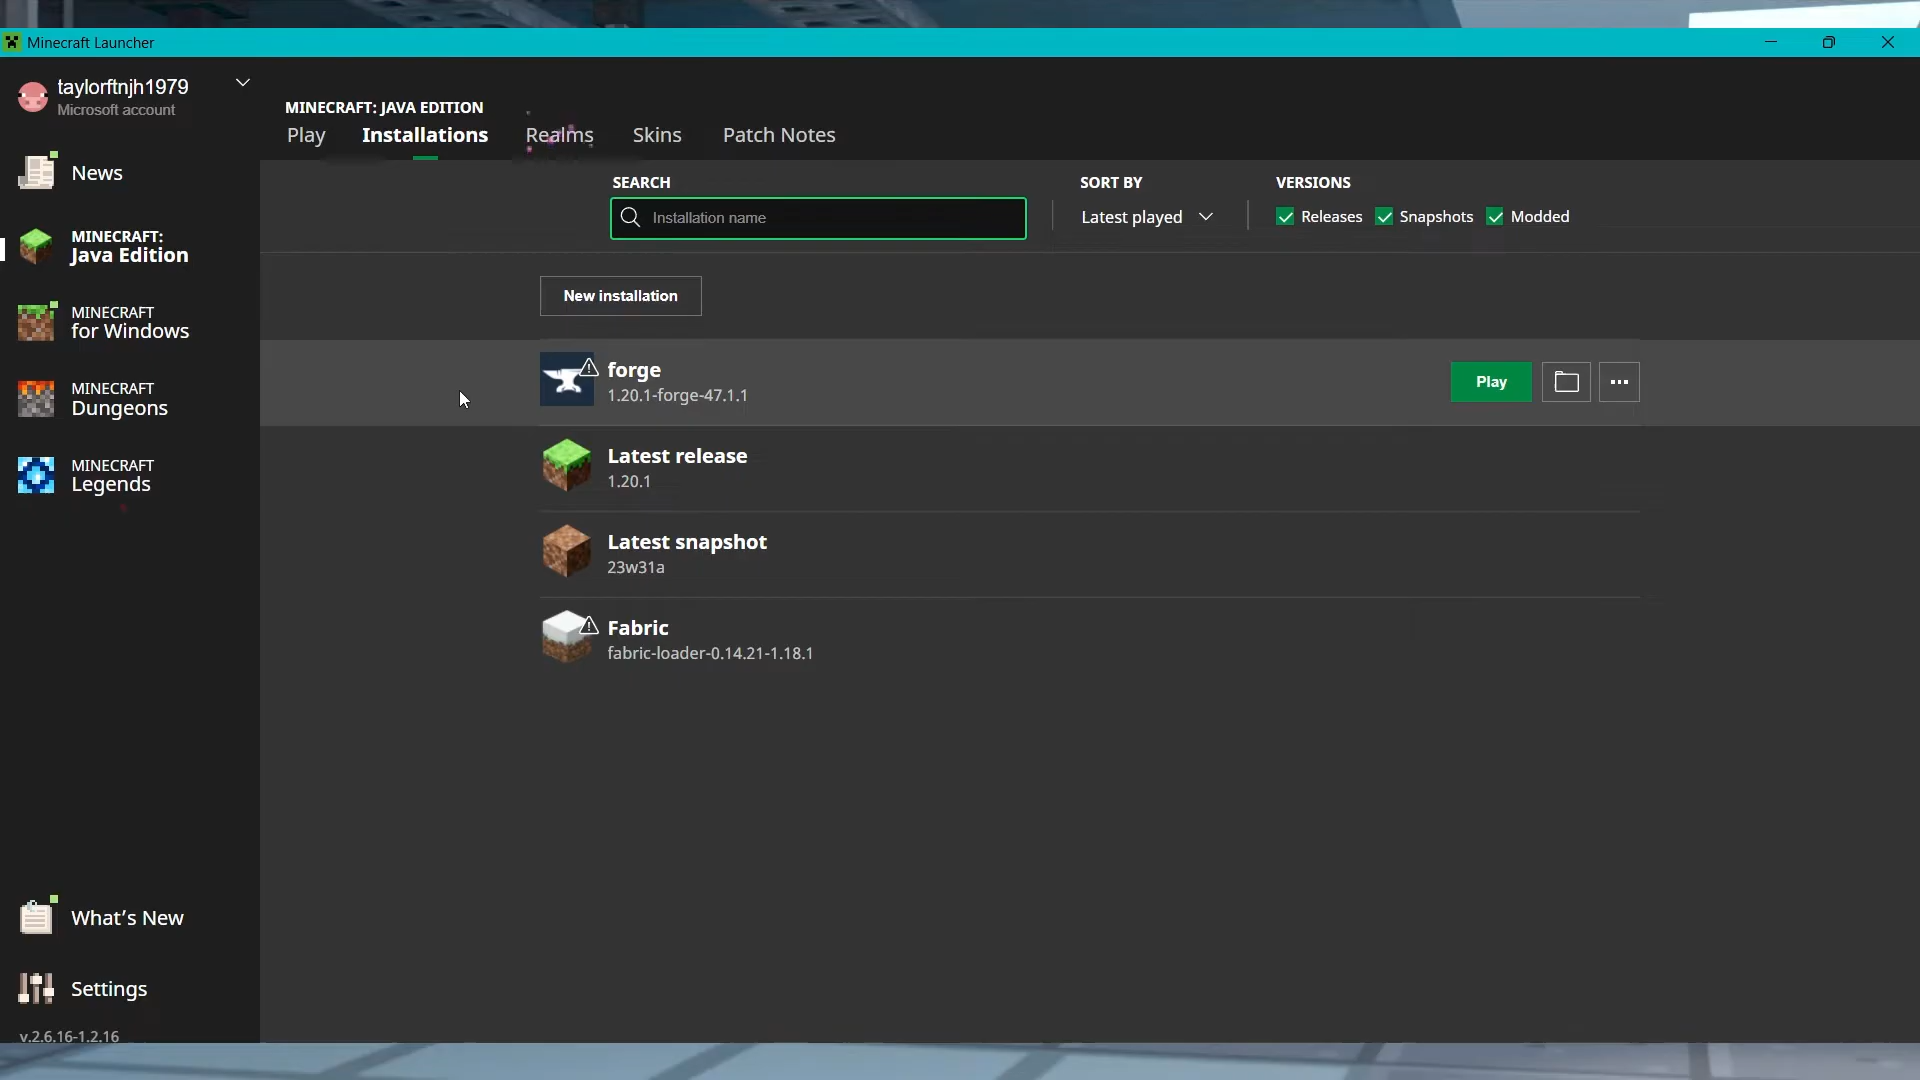 Minecraft Launcher
taylorftnjh1979
Microsoft account
News
MINECRAFT:
Java Edition
MINECRAFT
for Windows
MINECRAFT
Dungeons
MINECRAFT
Legends
What's New
Settings
v.2.6.16-1.2.16
MINECRAFT: JAVA EDITION
Play Installations Realms Skins Patch Notes
SEARCH SORT BY VERSIONS
Installation name Latest played Releases Snapshots Modded
New installation
forge
1.20.1-forge-47.1.1
Play
Latest release
1.20.1
Latest snapshot
23w31a
Fabric
fabric-loader-0.14.21-1.18.1